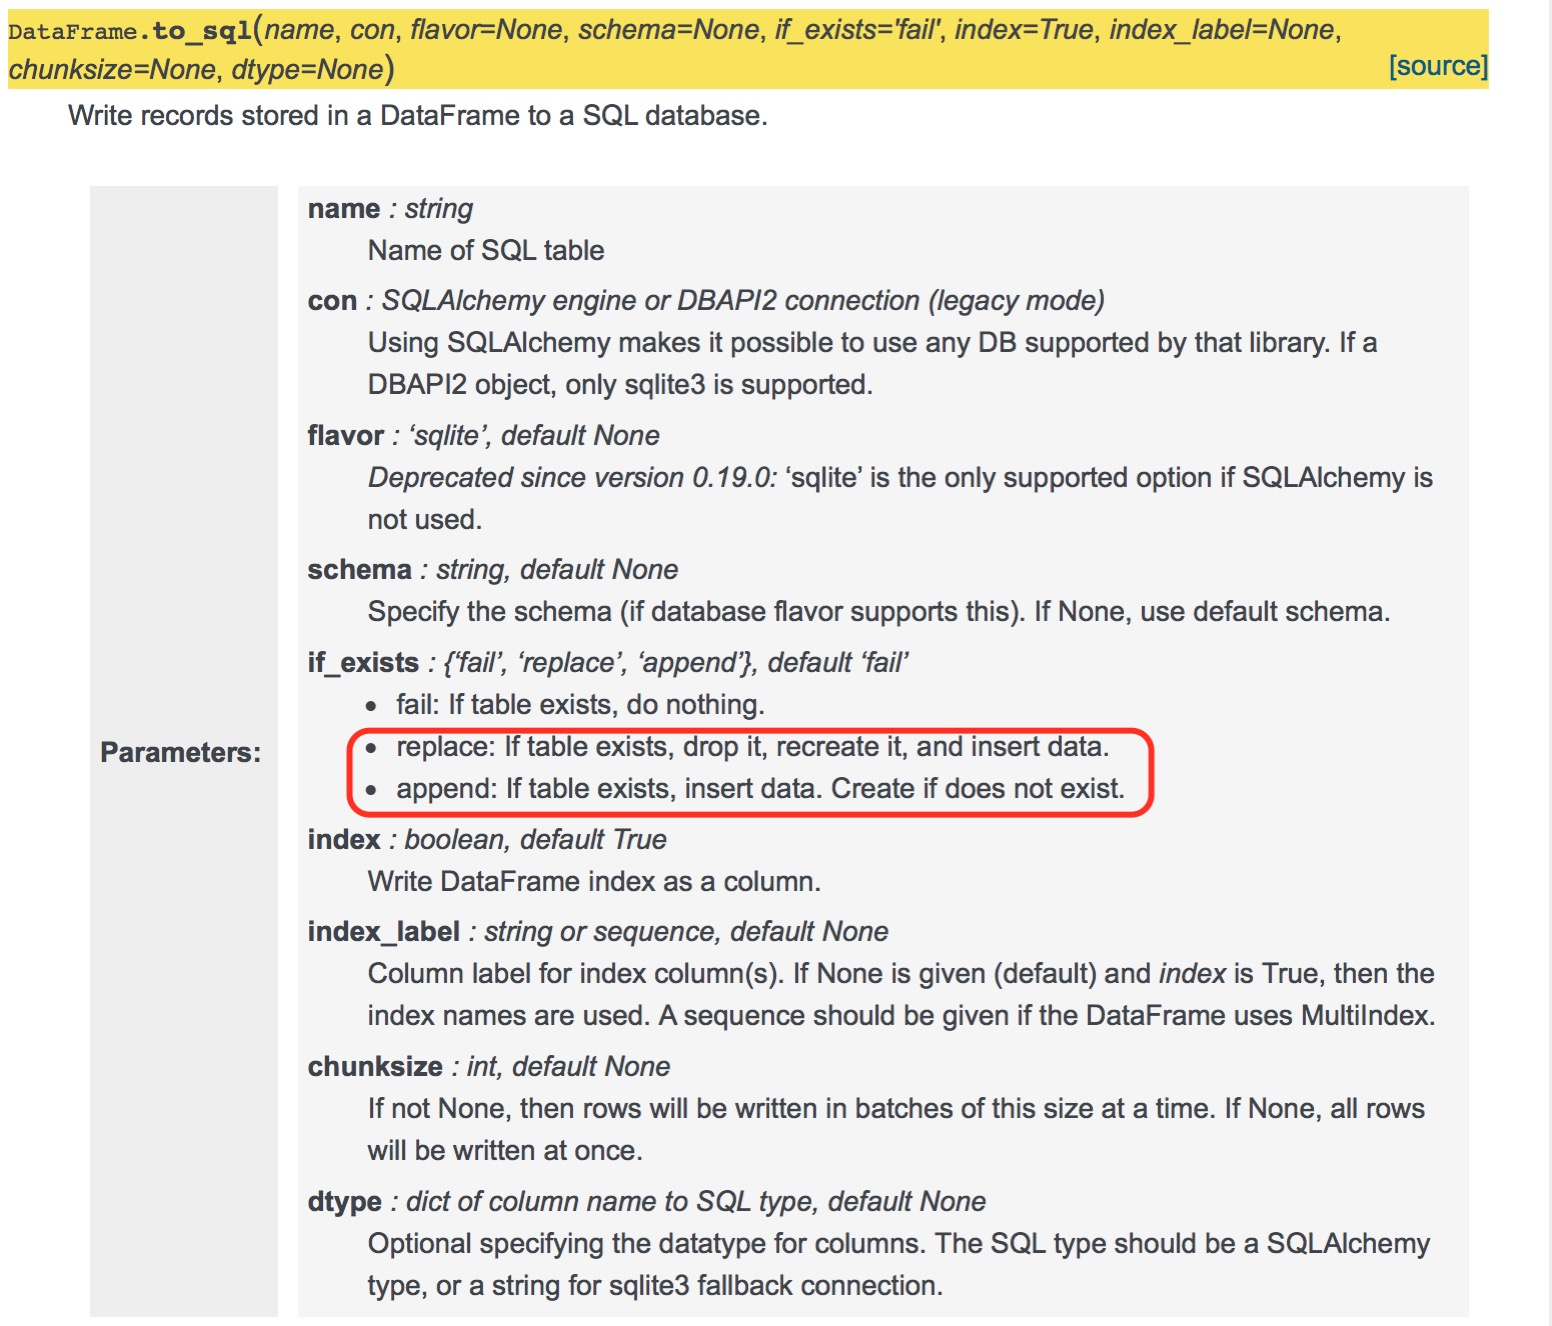 DataFrame.to_sql(name, con, flavor=None, schema=None, if_exists='fail', index=True, index_label=None,
chunksize=None, dtype=None) [source]
Write records stored in a DataFrame to a SQL database.
name : string
Name of SQL table
con : SQLAlchemy engine or DBAPI2 connection (legacy mode)
Using SQLAlchemy makes it possible to use any DB supported by that library. If a
DBAPI2 object, only sqlite3 is supported.
flavor : ‘sqlite’, default None
Deprecated since version 0.19.0: ‘sqlite’ is the only supported option if SQLAlchemy is
not used.
schema : string, default None
Specify the schema (if database flavor supports this). If None, use default schema.
if_exists : {‘fail’, ‘replace’, ‘append’}, default ‘fail’
• fail: If table exists, do nothing.
Parameters:
• replace: If table exists, drop it, recreate it, and insert data.
• append: If table exists, insert data. Create if does not exist.
index : boolean, default True
Write DataFrame index as a column.
index_label : string or sequence, default None
Column label for index column(s). If None is given (default) and index is True, then the
index names are used. A sequence should be given if the DataFrame uses MultiIndex.
chunksize : int, default None
If not None, then rows will be written in batches of this size at a time. If None, all rows
will be written at once.
dtype : dict of column name to SQL type, default None
Optional specifying the datatype for columns. The SQL type should be a SQLAlchemy
type, or a string for sqlite3 fallback connection.